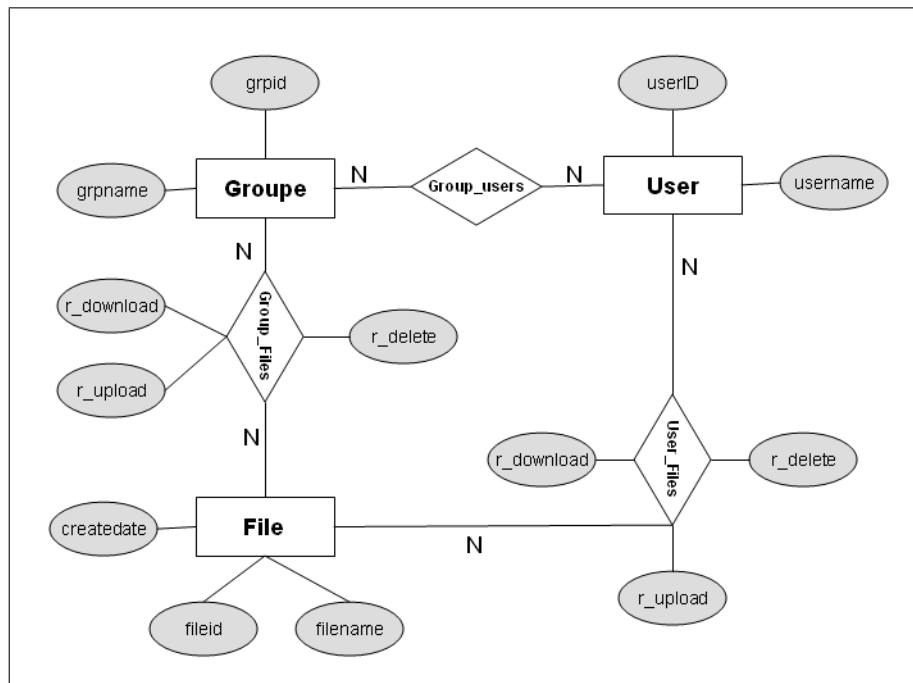 grpid
userID
grpname
Groupe
N
Group_users
N
User
username
N
N
r_download
Group_Files
r_delete
r_upload
N
r_download
User_Files
r_delete
createdate
File
N
r_upload
fileid
filename